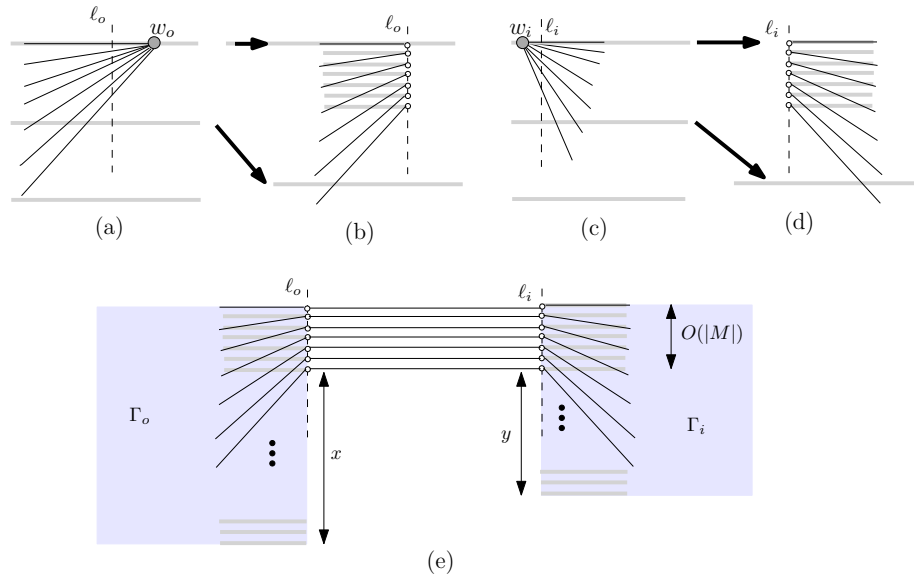 ℓₒ wₒ ℓₒ wᵢ ℓᵢ ℓᵢ
(a) (b) (c) (d)
ℓₒ ℓᵢ
O(|M|)
Γₒ x y Γᵢ
(e)